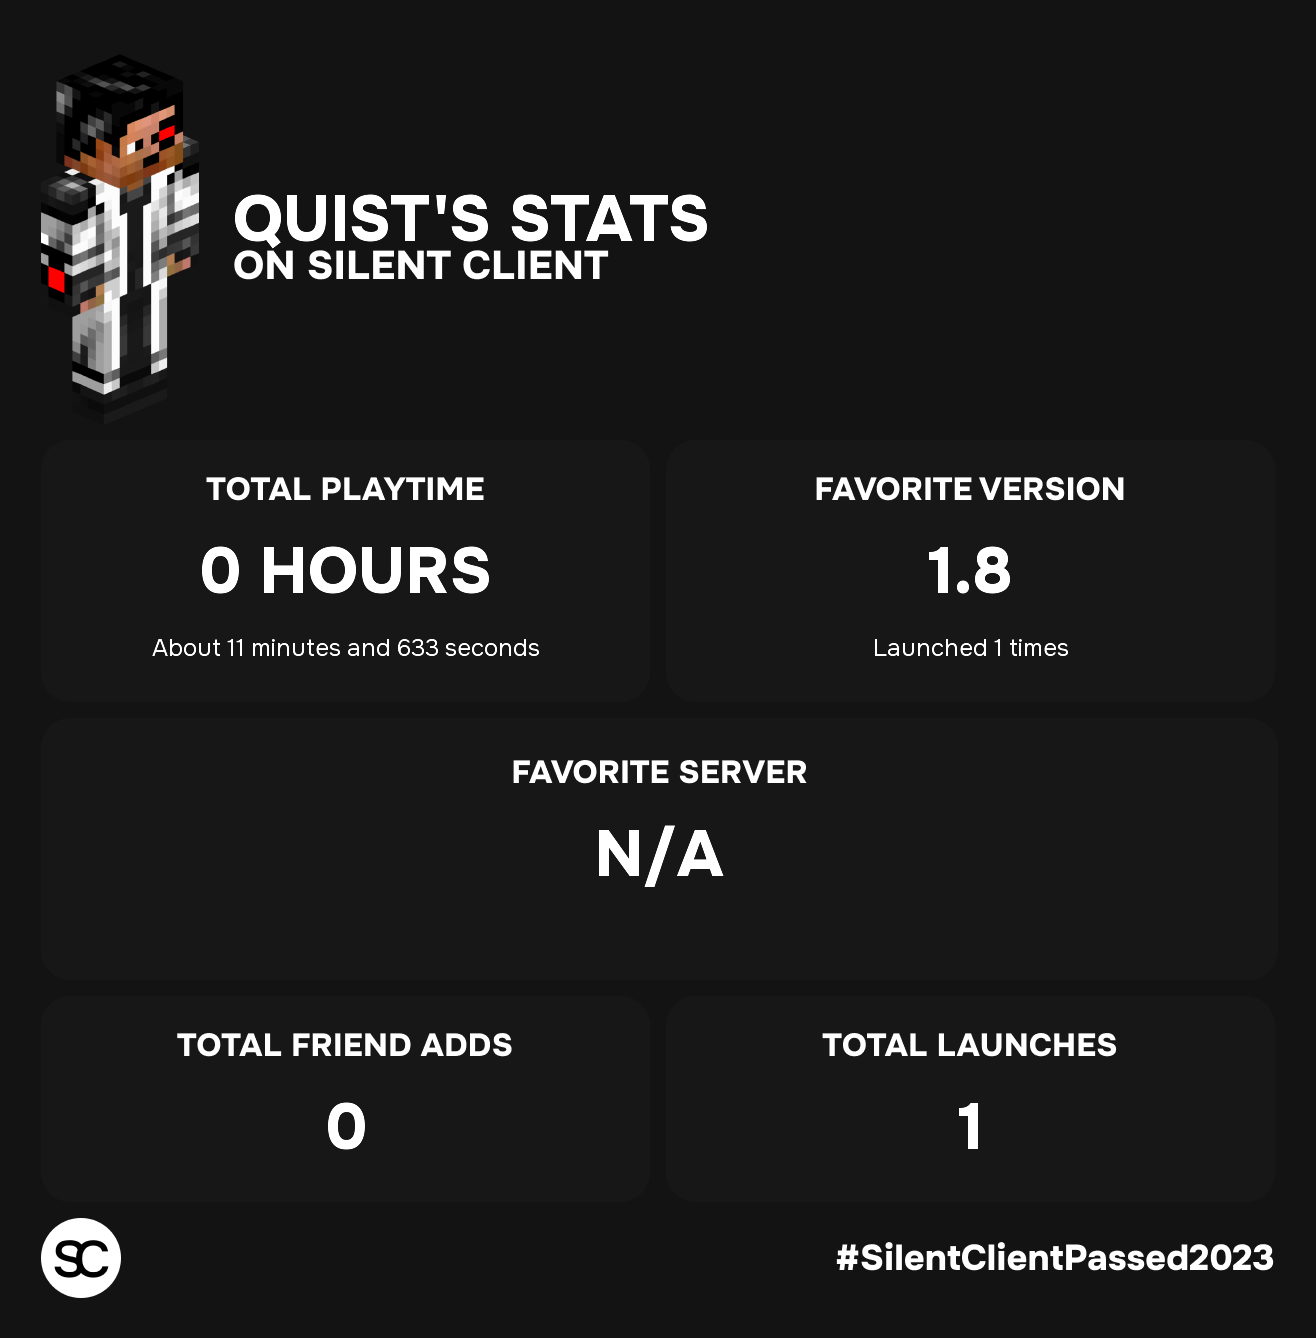 QUIST'S STATS
ON SILENT CLIENT
TOTAL PLAYTIME
0 HOURS
About 11 minutes and 633 seconds
FAVORITE VERSION
1.8
Launched 1 times
FAVORITE SERVER
N/A
TOTAL FRIEND ADDS
0
TOTAL LAUNCHES
1
SC
#SilentClientPassed2023